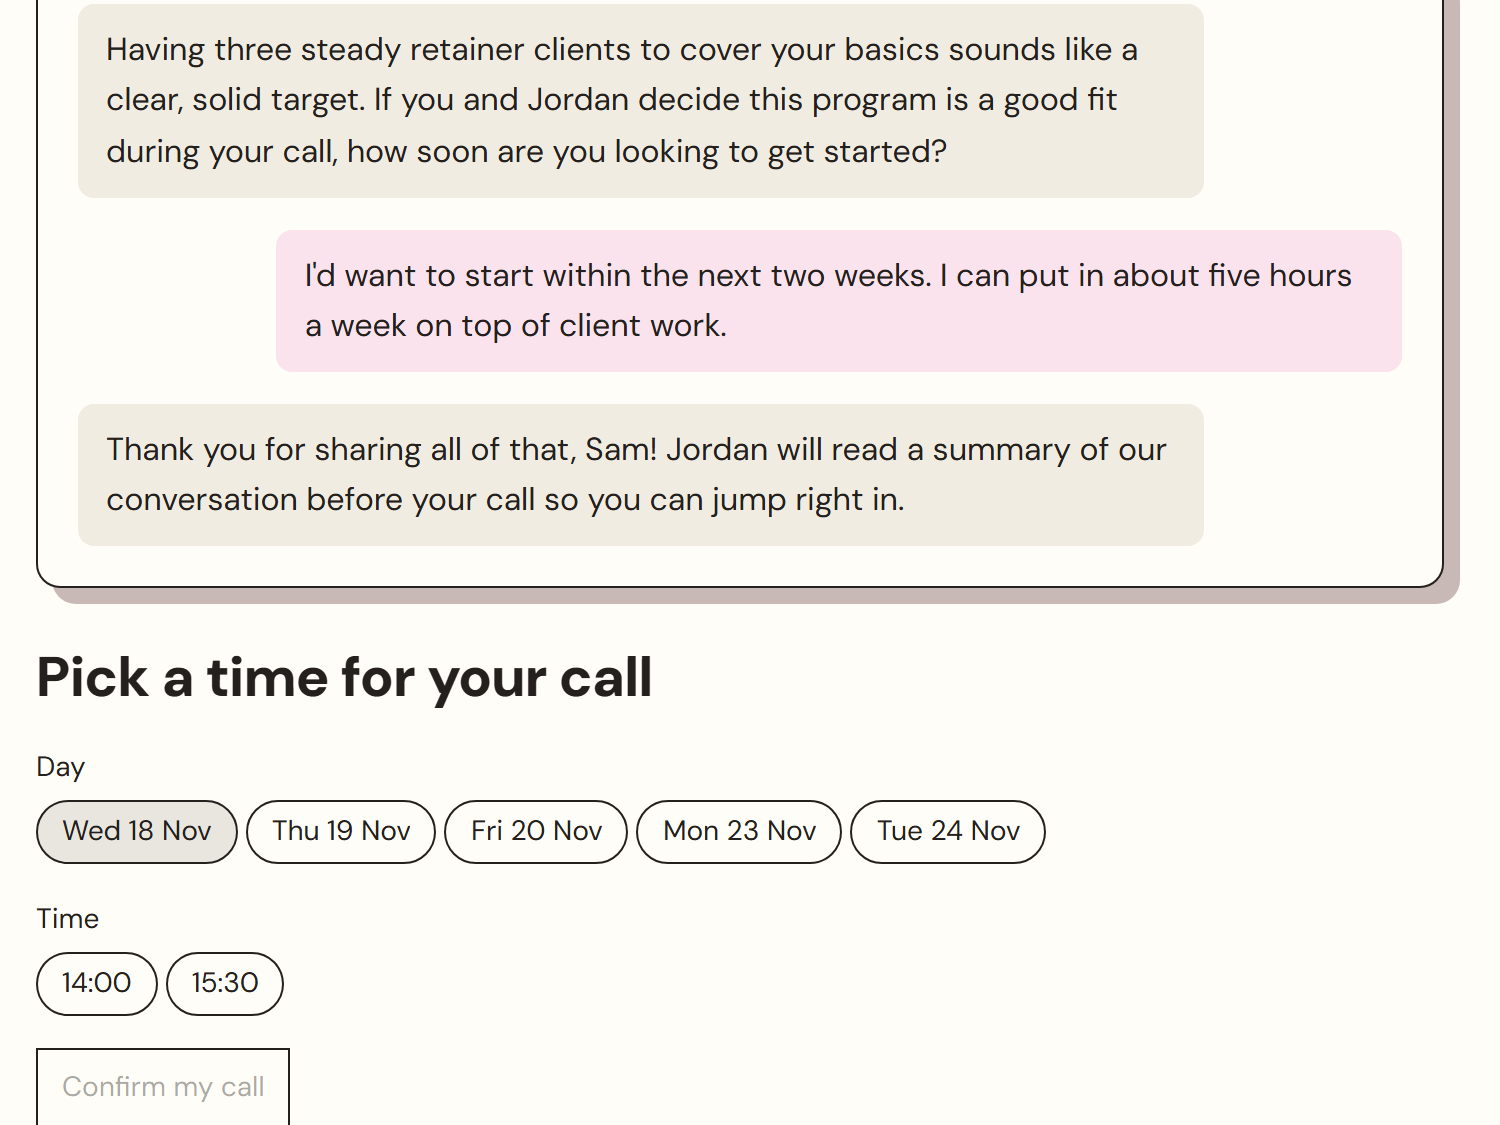 Having three steady retainer clients to cover your basics sounds like a
clear, solid target. If you and Jordan decide this program is a good fit
during your call, how soon are you looking to get started?
I'd want to start within the next two weeks. I can put in about five hours
a week on top of client work.
Thank you for sharing all of that, Sam! Jordan will read a summary of our
conversation before your call so you can jump right in.
Pick a time for your call
Day
Wed 18 Nov Thu 19 Nov Fri 20 Nov Mon 23 Nov Tue 24 Nov
Time
14:00 15:30
Confirm my call